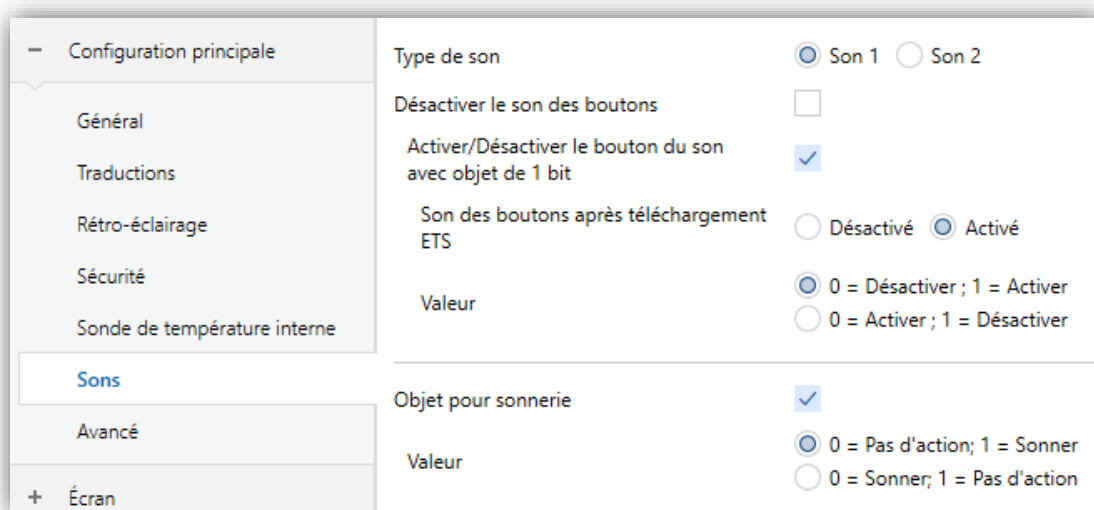 − Configuration principale
Général
Traductions
Rétro-éclairage
Sécurité
Sonde de température interne
Sons
Avancé
+ Écran
Type de son
Son 1 Son 2
Désactiver le son des boutons
Activer/Désactiver le bouton du son
avec objet de 1 bit
Son des boutons après téléchargement
ETS
Désactivé Activé
Valeur
0 = Désactiver ; 1 = Activer
0 = Activer ; 1 = Désactiver
Objet pour sonnerie
Valeur
0 = Pas d'action; 1 = Sonner
0 = Sonner; 1 = Pas d'action